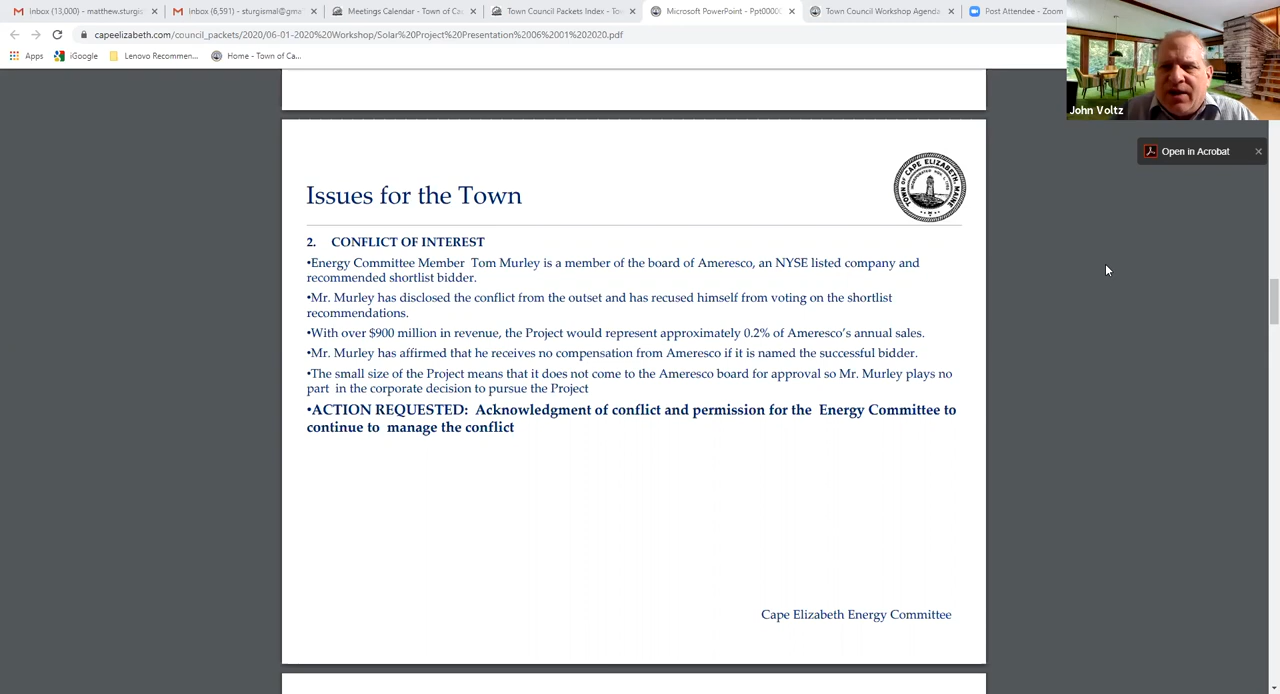 Inbox (13,000) - matthew.sturgis
Inbox (6,591) - sturgismal@gma
Meetings Calendar - Town of Ca
Town Council Packets Index - To
Microsoft PowerPoint - Ppt0000
Town Council Workshop Agenda
Post Attendee - Zoom
capeelizabeth.com/council_packets/2020/06-01-2020%20Workshop/Solar%20Project%20Presentation%2006%2001%202020.pdf
Apps
iGoogle
Lenovo Recommen...
Home - Town of Ca...
John Voltz
Open in Acrobat
TOWN OF CAPE ELIZABETH, MAINE
Issues for the Town
2. CONFLICT OF INTEREST
•Energy Committee Member Tom Murley is a member of the board of Ameresco, an NYSE listed company and
recommended shortlist bidder.
•Mr. Murley has disclosed the conflict from the outset and has recused himself from voting on the shortlist
recommendations.
•With over $900 million in revenue, the Project would represent approximately 0.2% of Ameresco's annual sales.
•Mr. Murley has affirmed that he receives no compensation from Ameresco if it is named the successful bidder.
•The small size of the Project means that it does not come to the Ameresco board for approval so Mr. Murley plays no
part in the corporate decision to pursue the Project
•ACTION REQUESTED: Acknowledgment of conflict and permission for the Energy Committee to
continue to manage the conflict
Cape Elizabeth Energy Committee